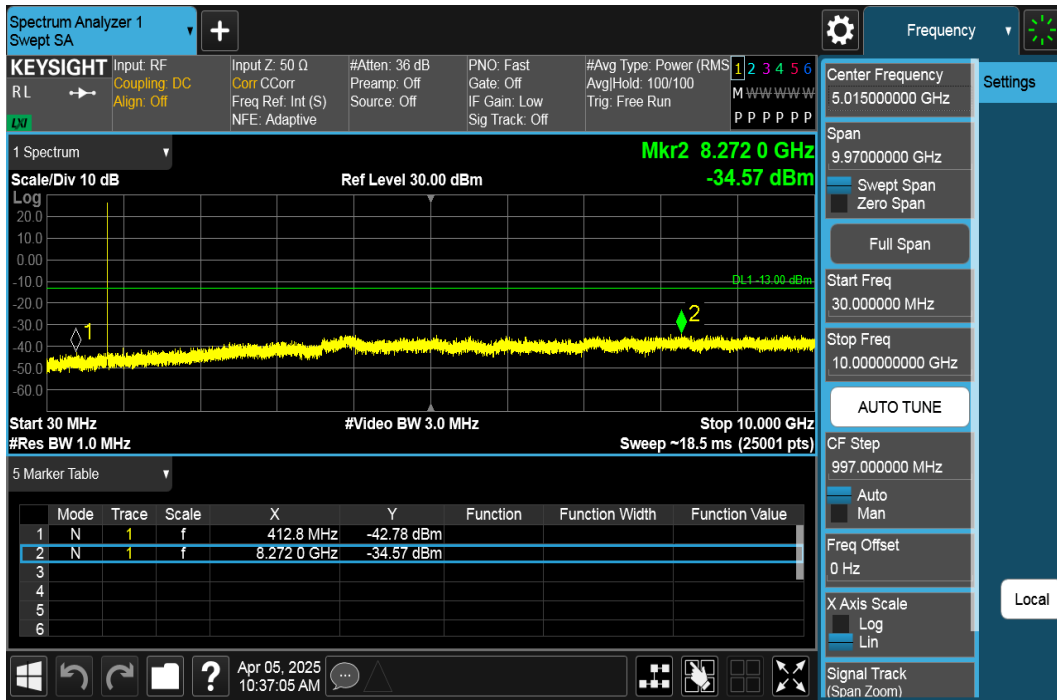 Spectrum Analyzer 1
Swept SA
Frequency
KEYSIGHT
R L
LXI
Input: RF
Coupling: DC
Align: Off
Input Z: 50 Ω
Corr CCorr
Freq Ref: Int (S)
NFE: Adaptive
#Atten: 36 dB
Preamp: Off
Source: Off
PNO: Fast
Gate: Off
IF Gain: Low
Sig Track: Off
#Avg Type: Power (RMS
Avg|Hold: 100/100
Trig: Free Run
1 2 3 4 5 6
M W W W W W
P P P P P P
1 Spectrum
Mkr2 8.272 0 GHz
-34.57 dBm
Scale/Div 10 dB
Ref Level 30.00 dBm
Log
20.0
10.0
0.00
-10.0
-20.0
-30.0
-40.0
-50.0
-60.0
DL1 -13.00 dBm
1
2
Start 30 MHz
#Video BW 3.0 MHz
Stop 10.000 GHz
#Res BW 1.0 MHz
Sweep ~18.5 ms (25001 pts)
5 Marker Table
Mode Trace Scale X Y Function Function Width Function Value
1 N 1 f 412.8 MHz -42.78 dBm
2 N 1 f 8.272 0 GHz -34.57 dBm
3
4
5
6
Apr 05, 2025
10:37:05 AM
?
Center Frequency
5.015000000 GHz
Span
9.97000000 GHz
Swept Span
Zero Span
Full Span
Start Freq
30.000000 MHz
Stop Freq
10.000000000 GHz
AUTO TUNE
CF Step
997.000000 MHz
Auto
Man
Freq Offset
0 Hz
X Axis Scale
Log
Lin
Signal Track
(Span Zoom)
Settings
Local